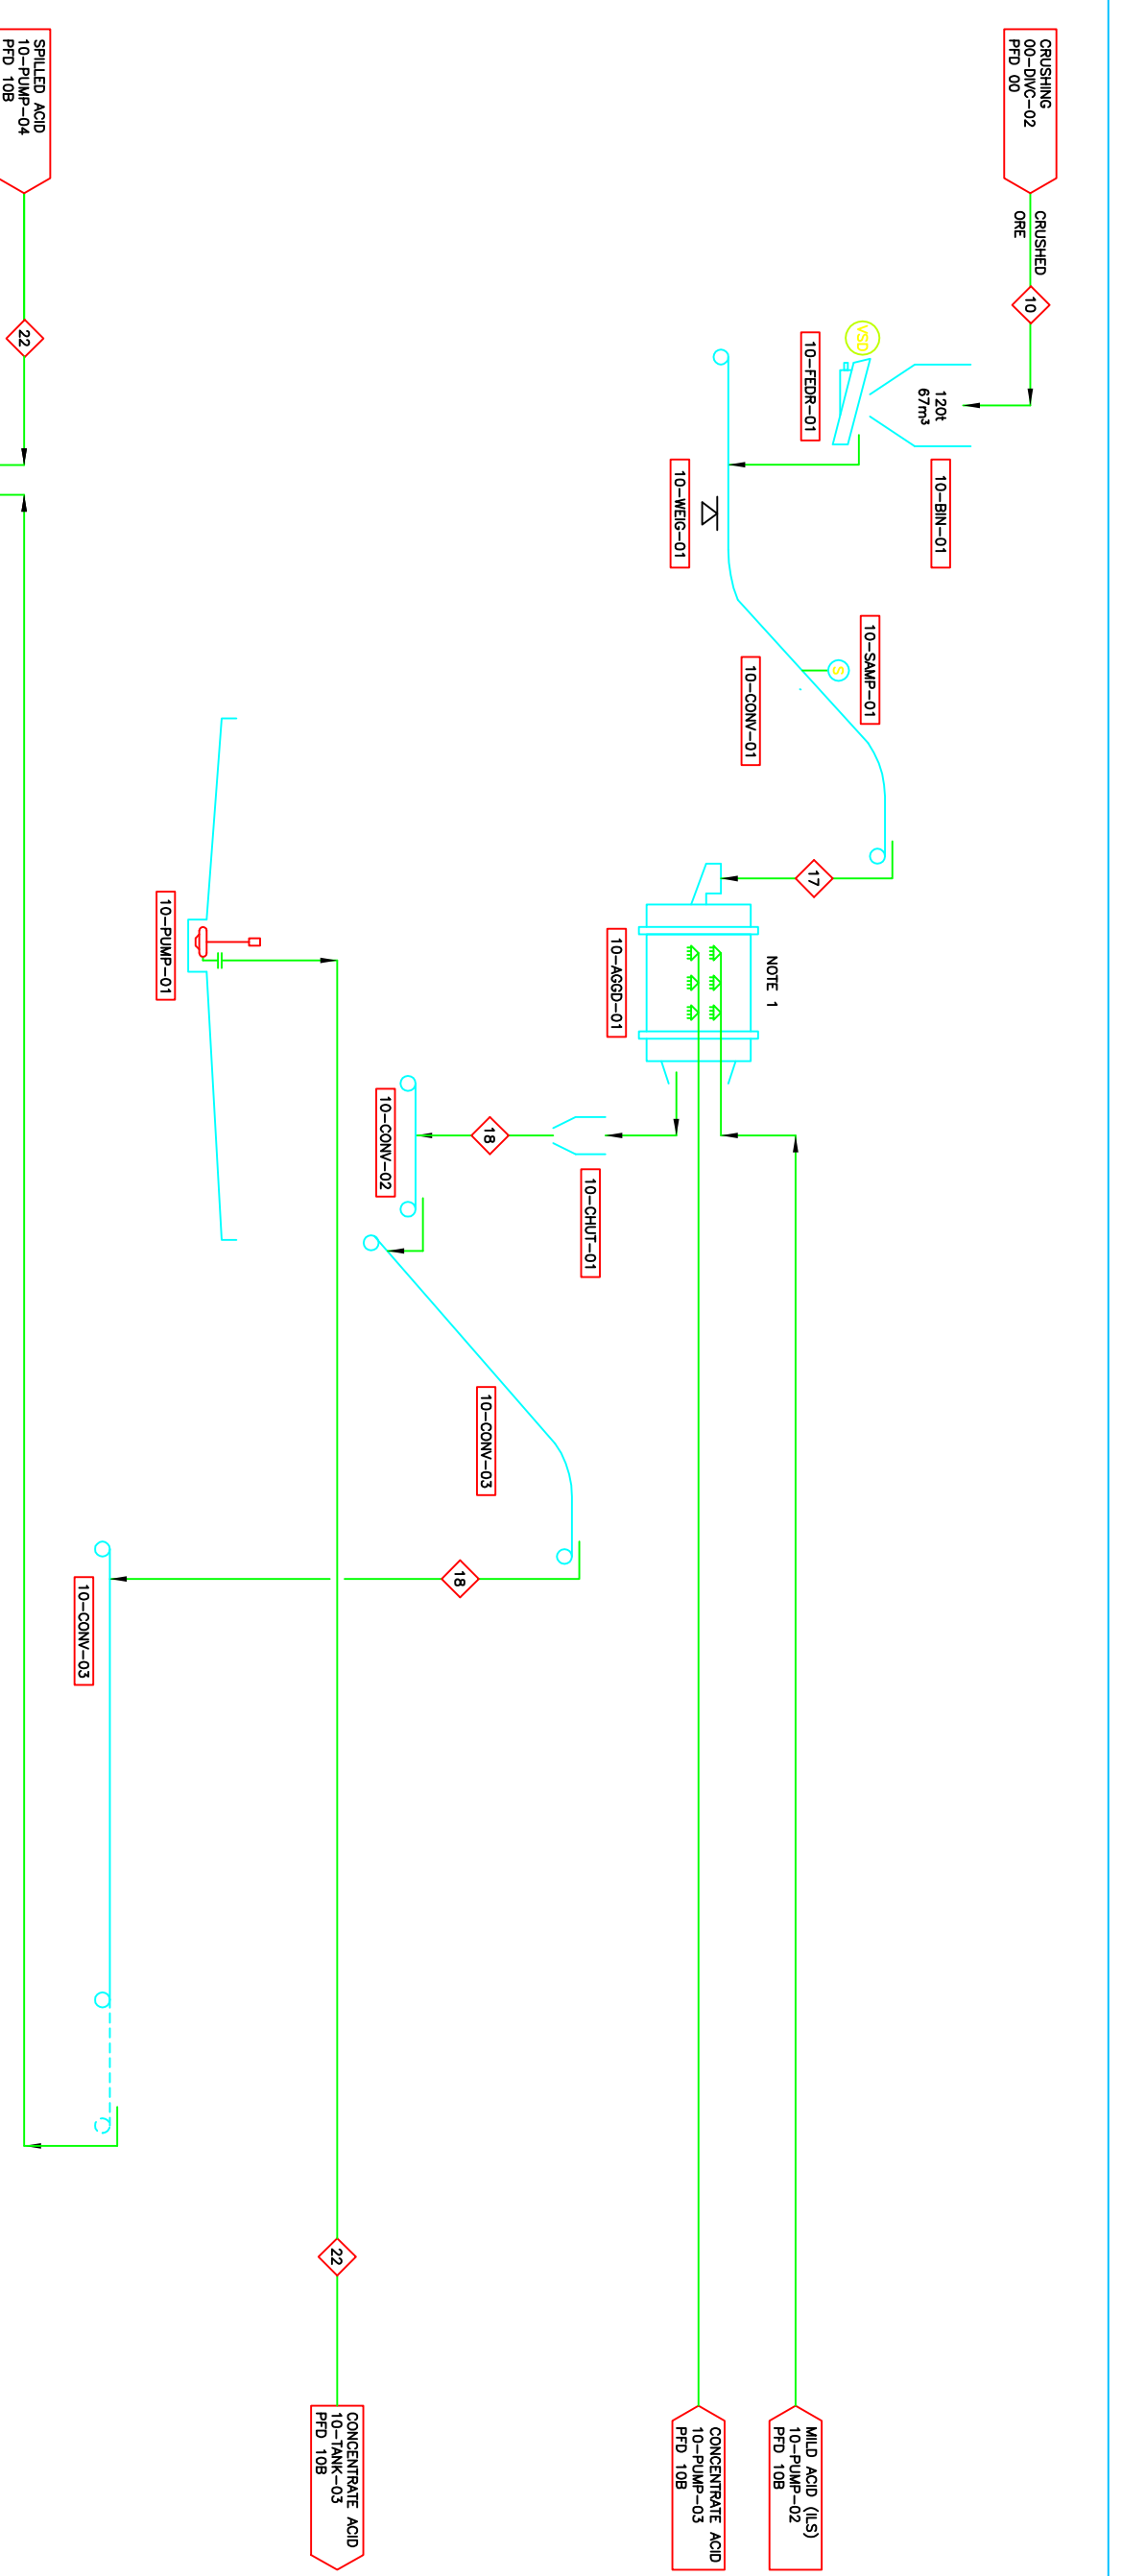 CRUSHING
00-DIVC-02
PFD 00
CRUSHED
ORE
10
120t
67m³
10-BIN-01
VSD
10-FEDR-01
10-WEIG-01
10-SAMP-01
S
10-CONV-01
17
NOTE 1
10-AGGD-01
10-CHUT-01
18
10-CONV-02
10-CONV-03
18
10-CONV-03
10-PUMP-01
MILD ACID (ILS)
10-PUMP-02
PFD 10B
CONCENTRATE ACID
10-PUMP-03
PFD 10B
22
CONCENTRATE ACID
10-TANK-03
PFD 10B
SPILLED ACID
10-PUMP-04
PFD 10B
22